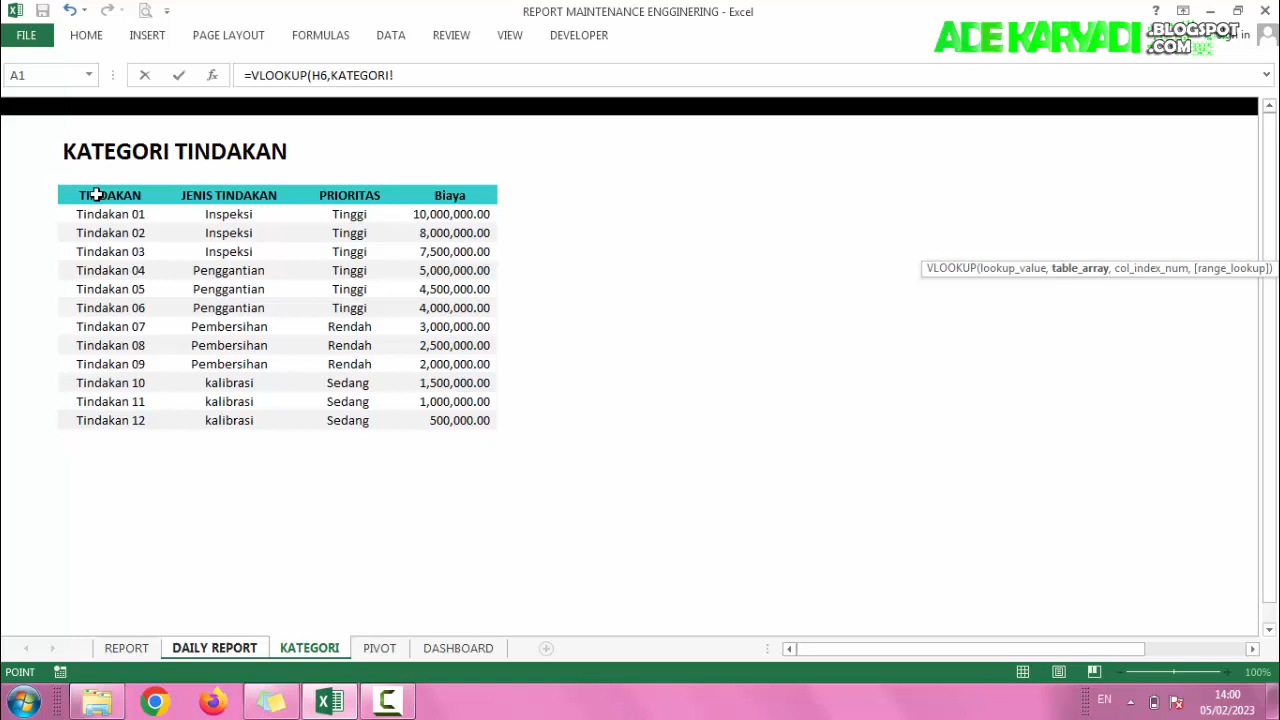 REPORT MAINTENANCE ENGGINERING - Excel
FILE HOME INSERT PAGE LAYOUT FORMULAS DATA REVIEW VIEW DEVELOPER
ADE KARYADI .BLOGSPOT .COM
A1 =VLOOKUP(H6,KATEGORI!
KATEGORI TINDAKAN
TINDAKAN JENIS TINDAKAN PRIORITAS Biaya
Tindakan 01 Inspeksi Tinggi 10,000,000.00
Tindakan 02 Inspeksi Tinggi 8,000,000.00
Tindakan 03 Inspeksi Tinggi 7,500,000.00
VLOOKUP(lookup_value, table_array, col_index_num, [range_lookup])
Tindakan 04 Penggantian Tinggi 5,000,000.00
Tindakan 05 Penggantian Tinggi 4,500,000.00
Tindakan 06 Penggantian Tinggi 4,000,000.00
Tindakan 07 Pembersihan Rendah 3,000,000.00
Tindakan 08 Pembersihan Rendah 2,500,000.00
Tindakan 09 Pembersihan Rendah 2,000,000.00
Tindakan 10 kalibrasi Sedang 1,500,000.00
Tindakan 11 kalibrasi Sedang 1,000,000.00
Tindakan 12 kalibrasi Sedang 500,000.00
REPORT DAILY REPORT KATEGORI PIVOT DASHBOARD
POINT 100%
EN 14:00
05/02/2023